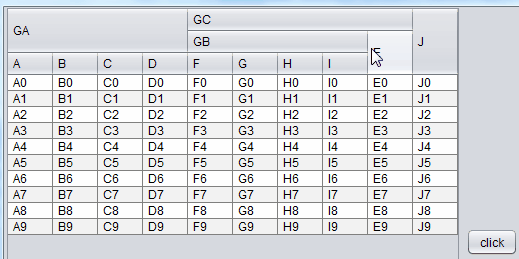 GA GC
GB J
A B C D F G H I
A0 B0 C0 D0 F0 G0 H0 I0 E0 J0
A1 B1 C1 D1 F1 G1 H1 I1 E1 J1
A2 B2 C2 D2 F2 G2 H2 I2 E2 J2
A3 B3 C3 D3 F3 G3 H3 I3 E3 J3
A4 B4 C4 D4 F4 G4 H4 I4 E4 J4
A5 B5 C5 D5 F5 G5 H5 I5 E5 J5
A6 B6 C6 D6 F6 G6 H6 I6 E6 J6
A7 B7 C7 D7 F7 G7 H7 I7 E7 J7
A8 B8 C8 D8 F8 G8 H8 I8 E8 J8
A9 B9 C9 D9 F9 G9 H9 I9 E9 J9
click